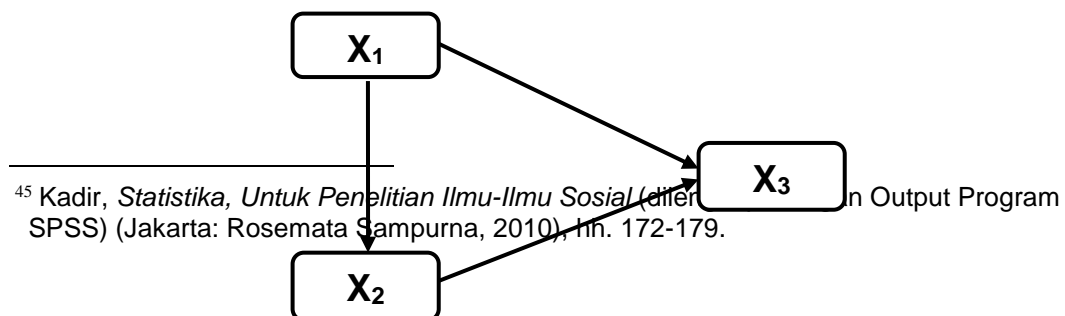 X₁
X₃
⁴⁵ Kadir, Statistika, Untuk Penelitian Ilmu-Ilmu Sosial (diler n Output Program
SPSS) (Jakarta: Rosemata Sampurna, 2010), hh. 172-179.
X₂